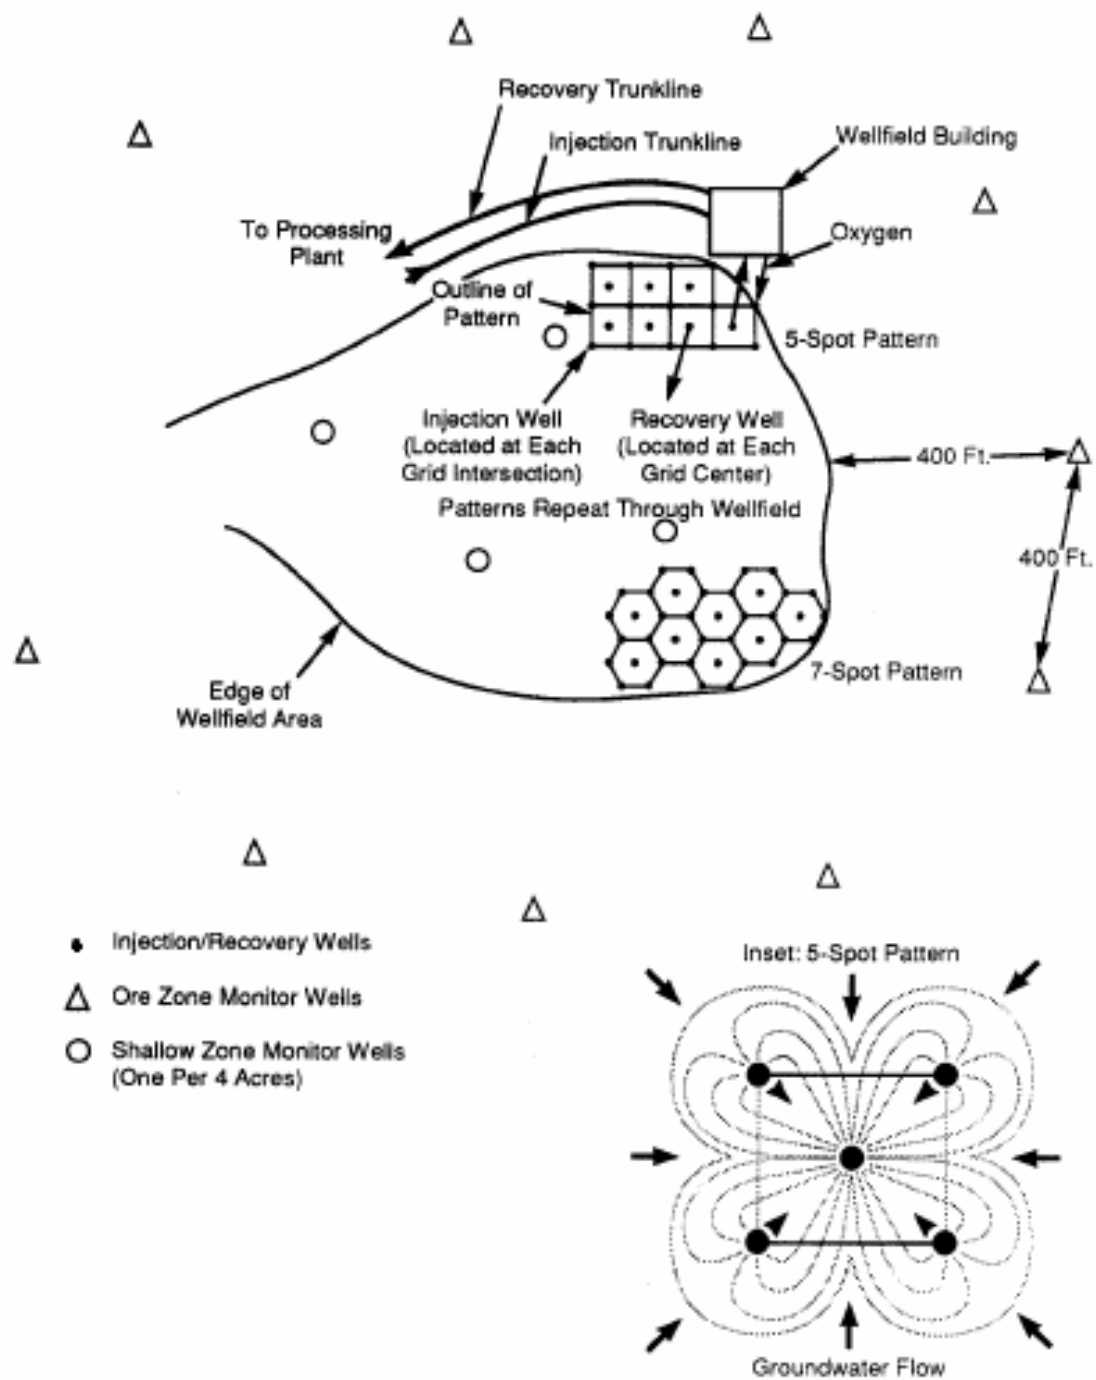 Recovery Trunkline
Injection Trunkline
Wellfield Building
To Processing
Plant
Oxygen
Outline of
Pattern
5-Spot Pattern
Injection Well
(Located at Each
Grid Intersection)
Recovery Well
(Located at Each
Grid Center)
400 Ft.
Patterns Repeat Through Wellfield
400 Ft.
7-Spot Pattern
Edge of
Wellfield Area
Injection/Recovery Wells
Ore Zone Monitor Wells
Shallow Zone Monitor Wells
(One Per 4 Acres)
Inset: 5-Spot Pattern
Groundwater Flow